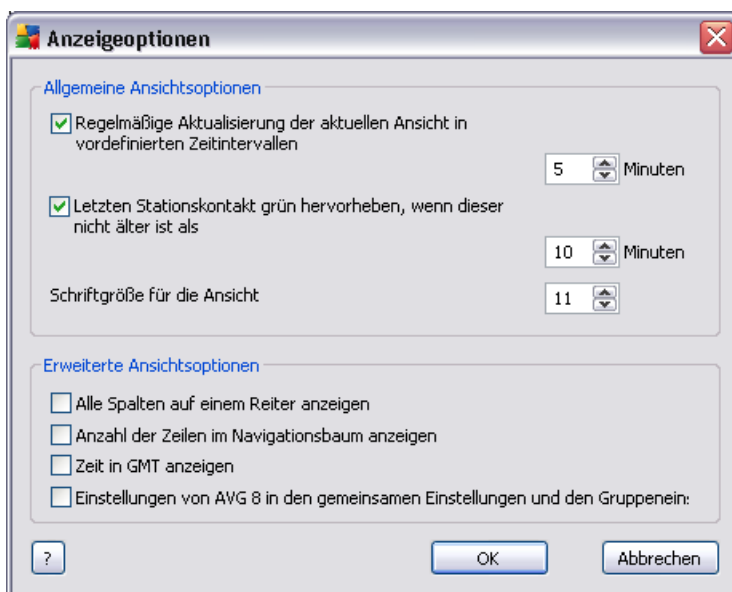 Anzeigeoptionen
Allgemeine Ansichtsoptionen
Regelmäßige Aktualisierung der aktuellen Ansicht in
vordefinierten Zeitintervallen
5 Minuten
Letzten Stationskontakt grün hervorheben, wenn dieser
nicht älter ist als
10 Minuten
Schriftgröße für die Ansicht 11
Erweiterte Ansichtsoptionen
Alle Spalten auf einem Reiter anzeigen
Anzahl der Zeilen im Navigationsbaum anzeigen
Zeit in GMT anzeigen
Einstellungen von AVG 8 in den gemeinsamen Einstellungen und den Gruppenein
? OK Abbrechen